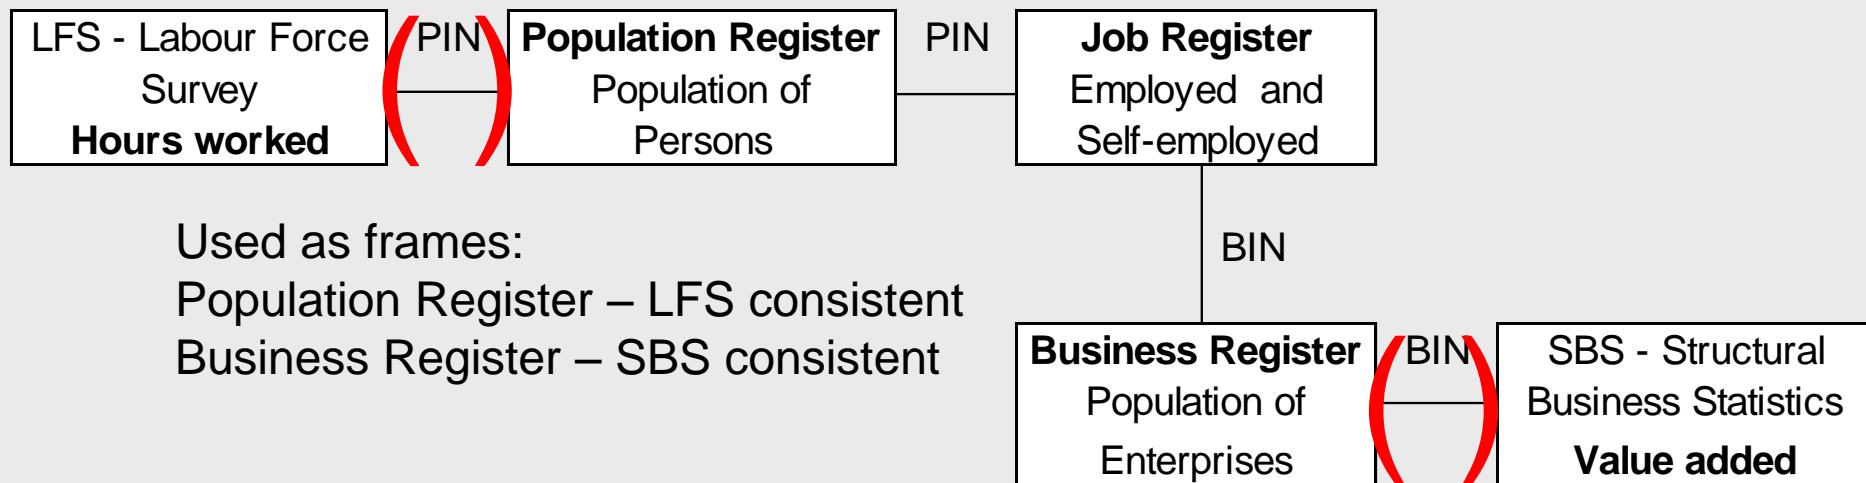 LFS - Labour Force
Survey
Hours worked
PIN
Population Register
Population of
Persons
PIN
Job Register
Employed and
Self-employed
Used as frames:
Population Register – LFS consistent
Business Register – SBS consistent
BIN
Business Register
Population of
Enterprises
BIN
SBS - Structural
Business Statistics
Value added